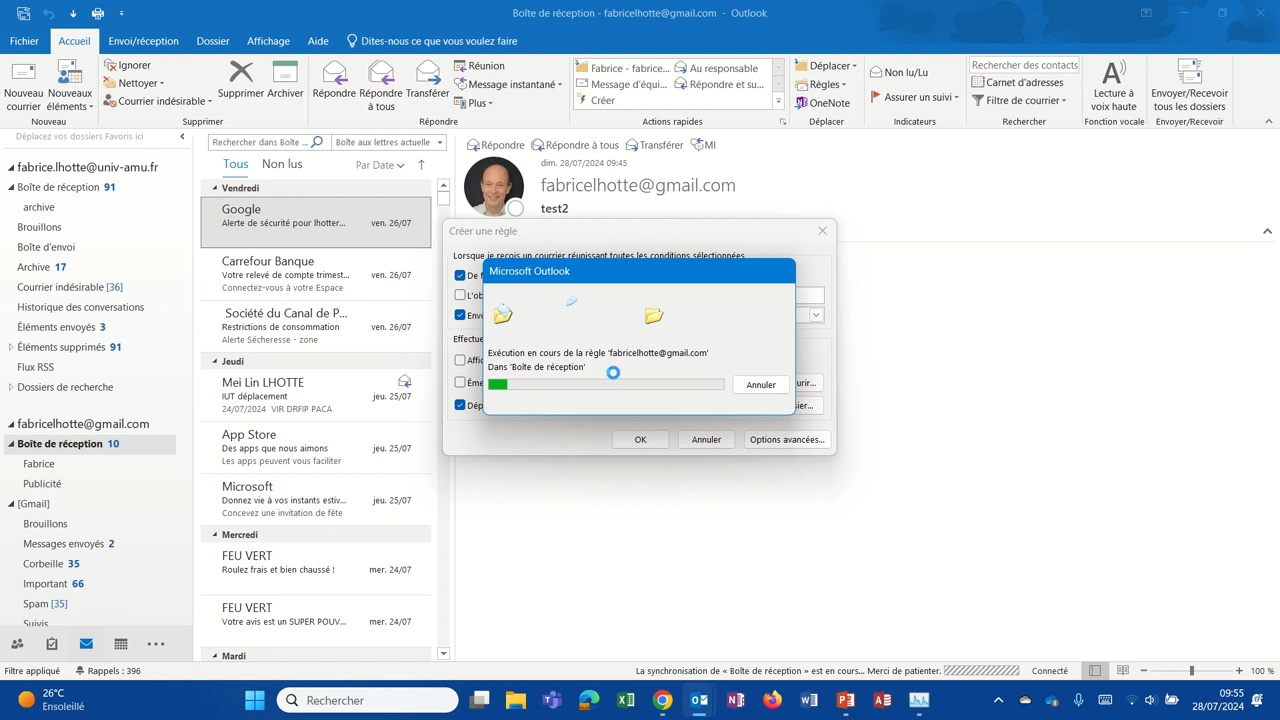 Boîte de réception - fabricelhotte@gmail.com - Outlook
Fichier Accueil Envoi/réception Dossier Affichage Aide Dites-nous ce que vous voulez faire
Nouveau courrier
Nouveaux éléments
Nouveau
Ignorer
Nettoyer
Courrier indésirable
Supprimer
Archiver
Supprimer
Répondre
Répondre à tous
Transférer
Réunion
Message instantané
Plus
Répondre
Fabrice - fabrice...
Message d'équi...
Créer
Au responsable
Répondre et su...
Actions rapides
Déplacer
Règles
OneNote
Déplacer
Non lu/Lu
Assurer un suivi
Indicateurs
Rechercher des contacts
Carnet d'adresses
Filtre de courrier
Rechercher
Lecture à voix haute
Fonction vocale
Envoyer/Recevoir tous les dossiers
Envoyer/Recevoir
Déplacez vos dossiers Favoris ici
fabrice.lhotte@univ-amu.fr
Boîte de réception 91
archive
Brouillons
Boîte d'envoi
Archive 17
Courrier indésirable [36]
Historique des conversations
Éléments envoyés 3
Éléments supprimés 91
Flux RSS
Dossiers de recherche
fabricelhotte@gmail.com
Boîte de réception 10
Fabrice
Publicité
[Gmail]
Brouillons
Messages envoyés 2
Corbeille 35
Important 66
Spam [35]
Suivis
Rechercher dans Boîte ... Boîte aux lettres actuelle
Tous Non lus Par Date
Vendredi
Google
Alerte de sécurité pour lhotter... ven. 26/07
Carrefour Banque
Votre relevé de compte trimest... ven. 26/07
Connectez-vous à votre Espace
Société du Canal de P...
Restrictions de consommation ven. 26/07
Alerte Sécheresse - zone
Jeudi
Mei Lin LHOTTE
IUT déplacement jeu. 25/07
24/07/2024 VIR DRFIP PACA
App Store
Des apps que nous aimons jeu. 25/07
Les apps peuvent vous faciliter
Microsoft
Donnez vie à vos instants estiv... jeu. 25/07
Concevez une invitation de fête
Mercredi
FEU VERT
Roulez frais et bien chaussé ! mer. 24/07
FEU VERT
Votre avis est un SUPER POUV... mer. 24/07
Mardi
Répondre Répondre à tous Transférer MI
dim. 28/07/2024 09:45
fabricelhotte@gmail.com
test2
Créer une règle
Lorsque je reçois un courrier réunissant toutes les conditions sélectionnées
De f
L'ob
Envo
Effectue
Affic
Éme
Dép
urir...
sier...
OK Annuler Options avancées...
Microsoft Outlook
Exécution en cours de la règle 'fabricelhotte@gmail.com'
Dans 'Boîte de réception'
Annuler
Filtre appliqué Rappels : 396 La synchronisation de « Boîte de réception » est en cours... Merci de patienter. Connecté 100 %
26°C
Ensoleillé
Rechercher
09:55
28/07/2024